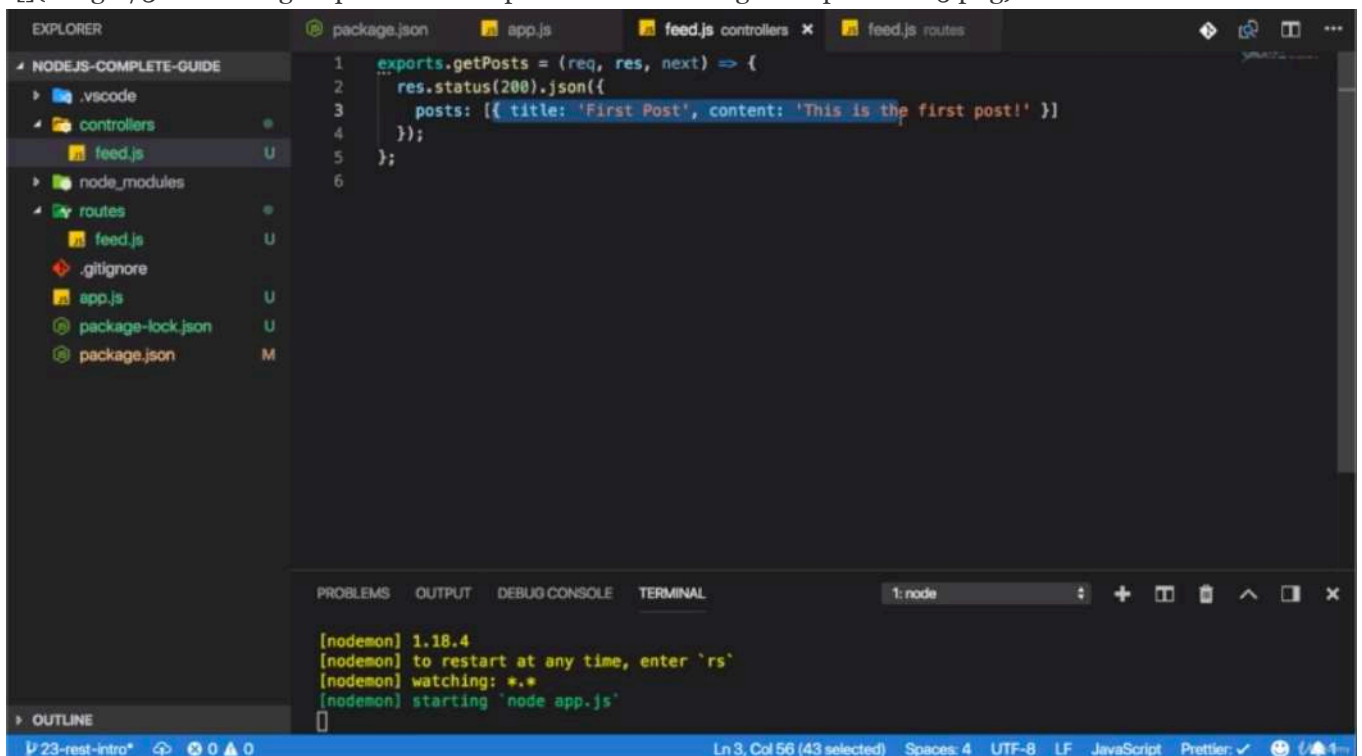 EXPLORER
NODEJS-COMPLETE-GUIDE
.vscode
controllers
feed.js U
node_modules
routes
feed.js U
.gitignore
app.js U
package-lock.json U
package.json M
OUTLINE
package.json app.js feed.js controllers × feed.js routes
1 exports.getPosts = (req, res, next) => {
2 res.status(200).json({
3 posts: [{ title: 'First Post', content: 'This is the first post!' }]
4 });
5 };
6
PROBLEMS OUTPUT DEBUG CONSOLE TERMINAL 1: node
[nodemon] 1.18.4
[nodemon] to restart at any time, enter `rs`
[nodemon] watching: *.*
[nodemon] starting `node app.js`
23-rest-intro* 0 0 Ln 3, Col 56 (43 selected) Spaces: 4 UTF-8 LF JavaScript Prettier: ✓